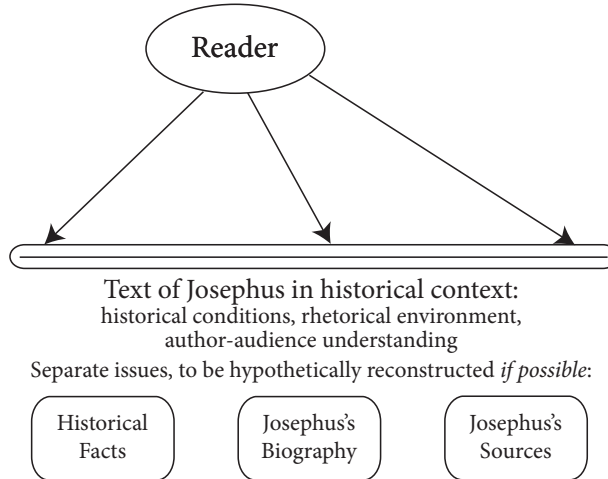 Reader
Text of Josephus in historical context:
historical conditions, rhetorical environment,
author-audience understanding
Separate issues, to be hypothetically reconstructed if possible:
Historical
Facts
Josephus's
Biography
Josephus's
Sources